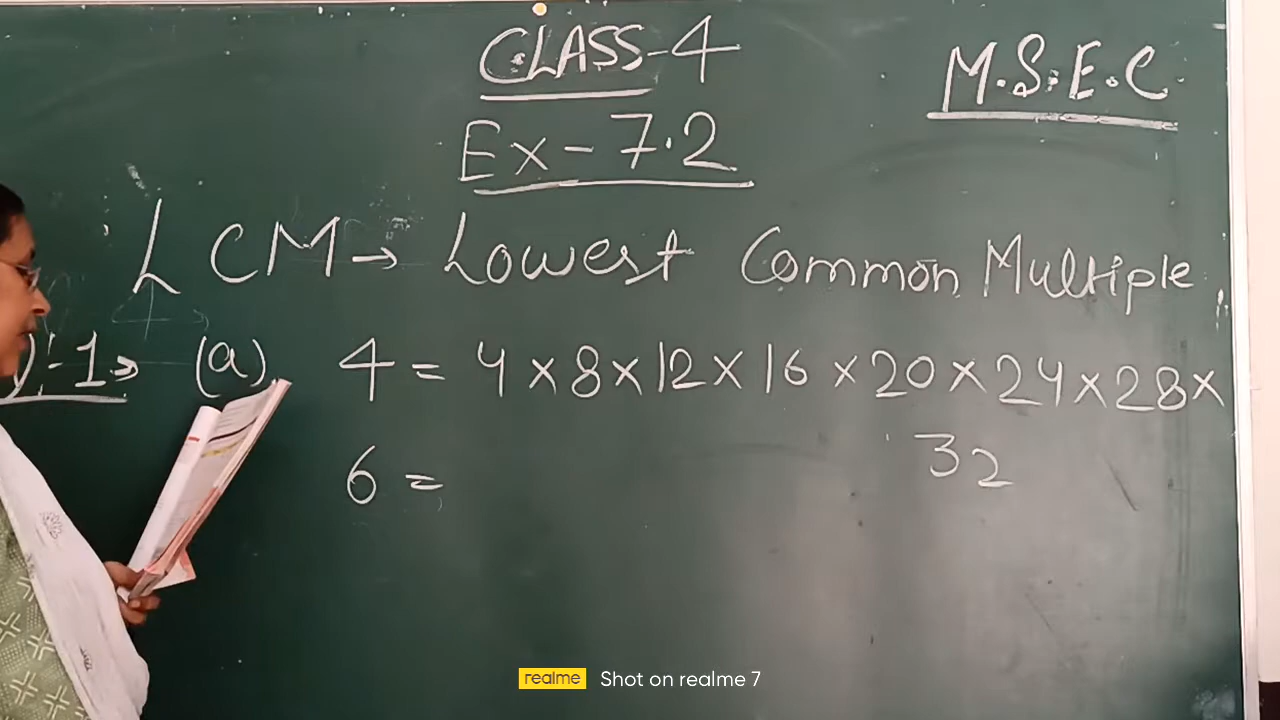 CLASS-4
M.S.E.C.
Ex-7.2
LCM → Lowest Common Multiple
-1→ (a) 4 = 4 × 8 × 12 × 16 × 20 × 24 × 28 ×
32
6 =
realme Shot on realme 7